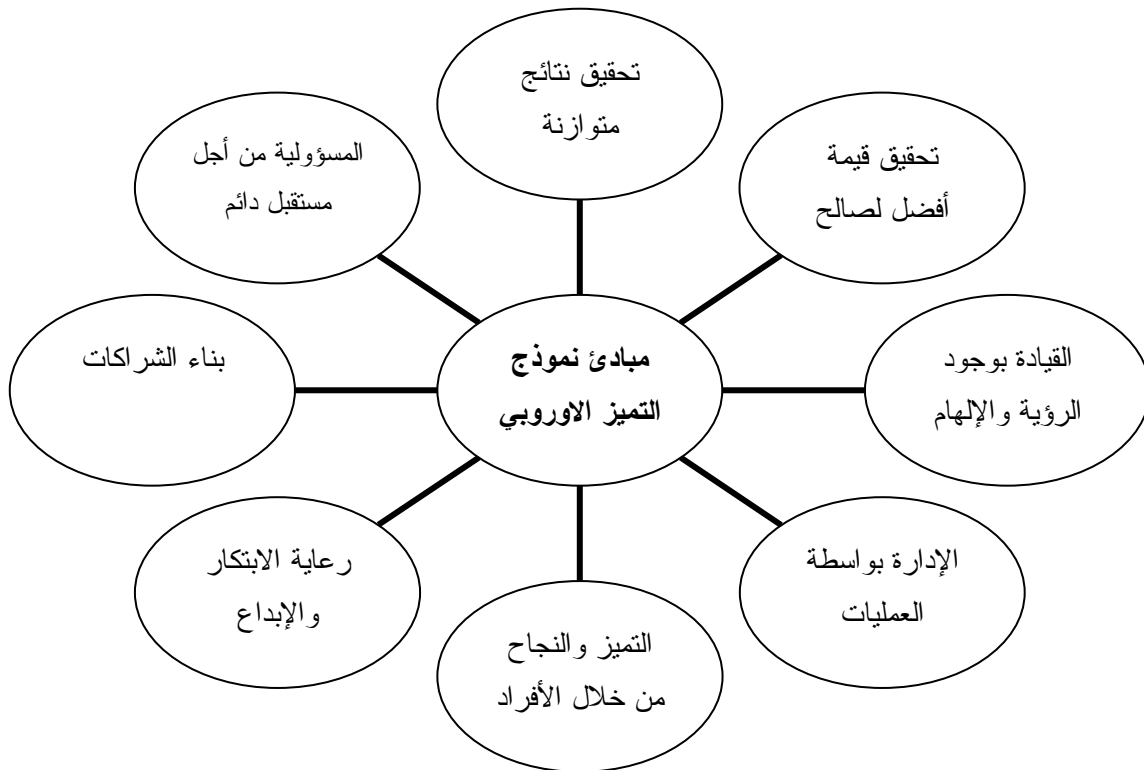 تحقيق نتائج
متوازنة
المسؤولية من أجل
مستقبل دائم
تحقيق قيمة
أفضل لصالح
بناء الشراكات
مبادئ نموذج
التميز الاوروبي
القيادة بوجود
الرؤية والإلهام
رعاية الابتكار
والإبداع
الإدارة بواسطة
العمليات
التميز والنجاح
من خلال الأفراد